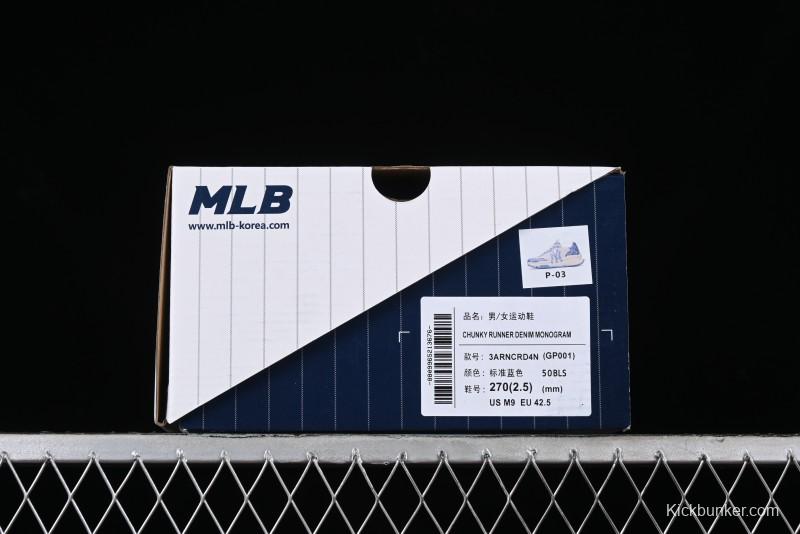 MLB
www.mlb-korea.com
P-03
品名: 男/女运动鞋
CHUNKY RUNNER DENIM MONOGRAM
款号: 3ARNCRD4N (GP001)
颜色: 标准蓝色 50BLS
鞋号: 270(2.5) (mm)
US M9 EU 42.5
Kickbunker.com